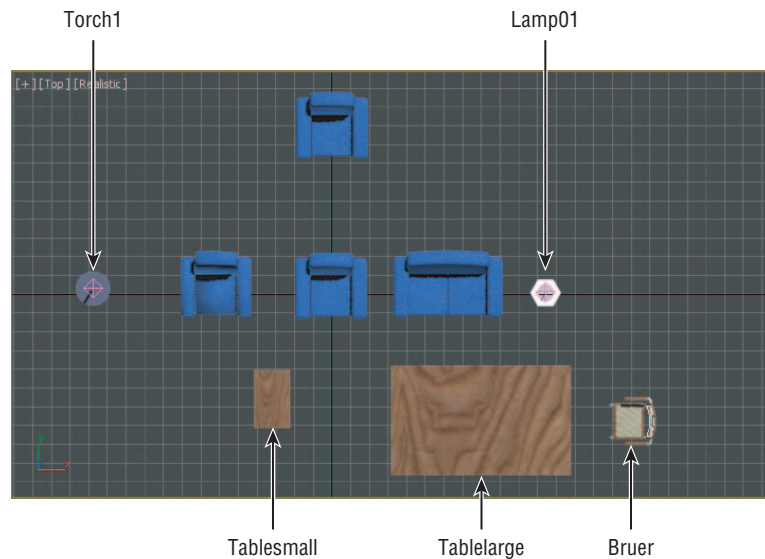 Torch1
Lamp01
[+][Top][Realistic]
y
x
Tablesmall
Tablelarge
Bruer